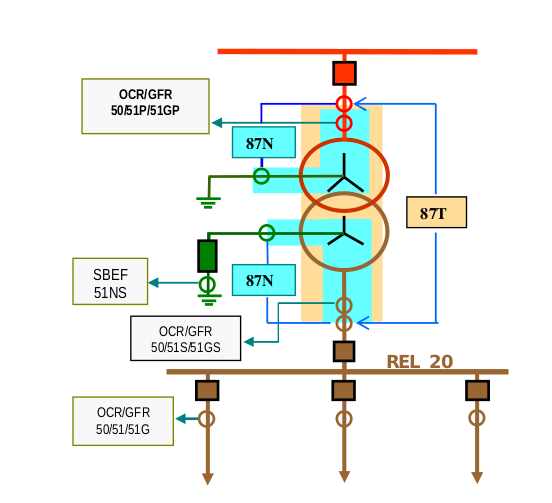 OCR/GFR
50/51P/51GP
87N
87T
SBEF
51NS
87N
OCR/GFR
50/51S/51GS
REL 20
OCR/GFR
50/51/51G